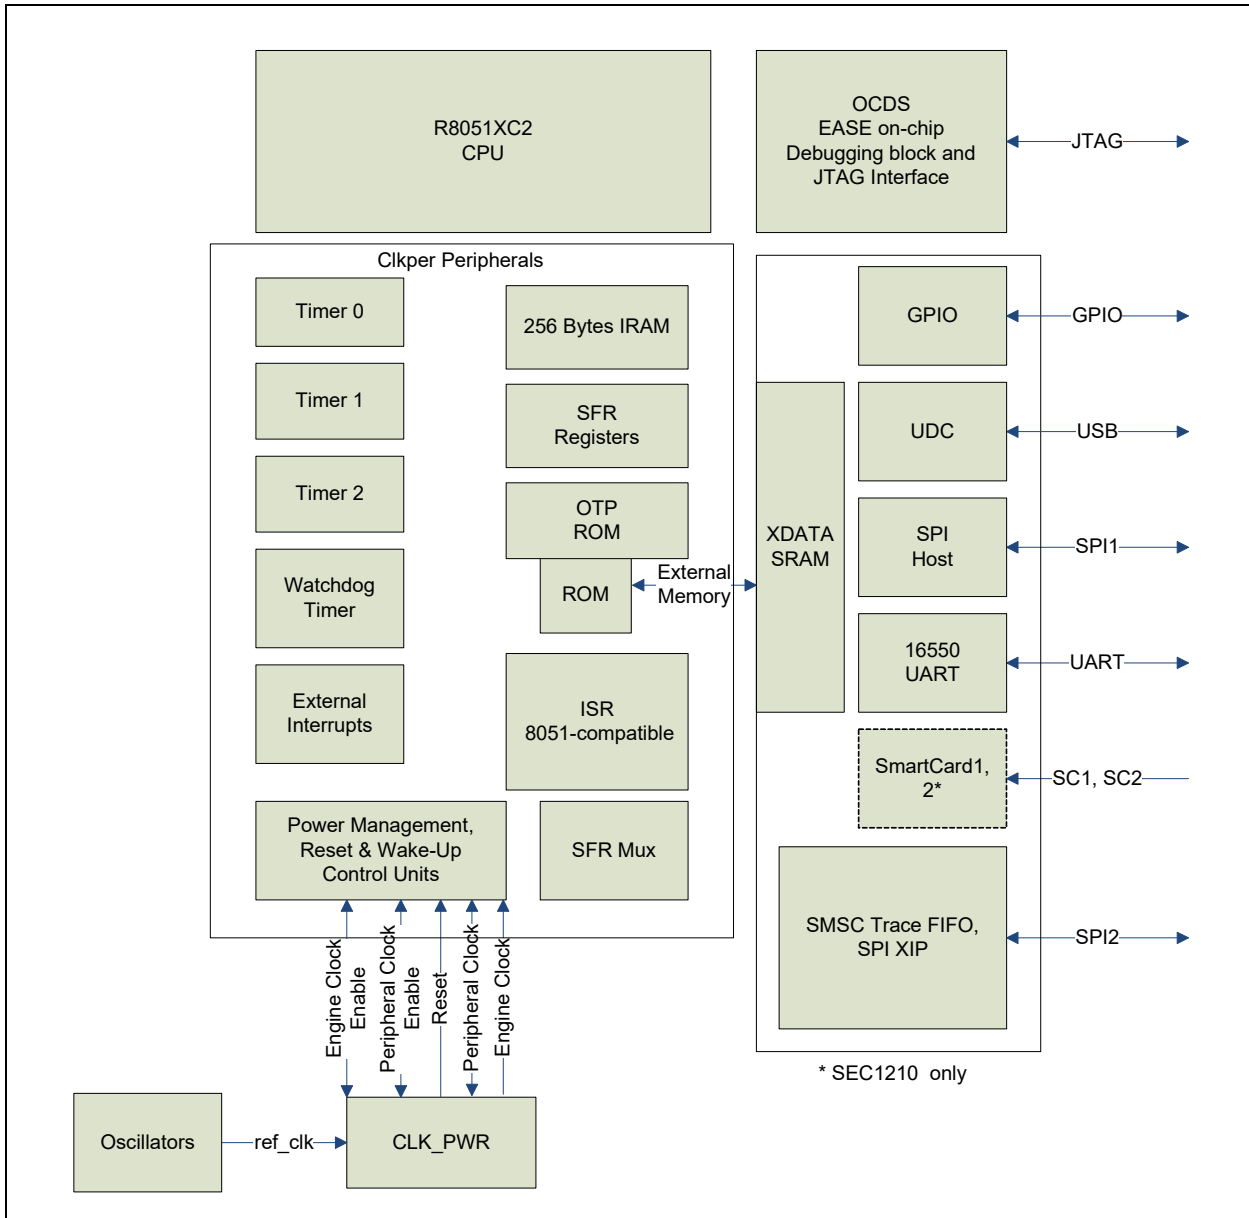 R8051XC2
CPU
OCDS
EASE on-chip
Debugging block and
JTAG Interface
JTAG
Clkper Peripherals
Timer 0
Timer 1
Timer 2
Watchdog
Timer
External
Interrupts
Power Management,
Reset & Wake-Up
Control Units
256 Bytes IRAM
SFR
Registers
OTP
ROM
ROM
ISR
8051-compatible
SFR Mux
External
Memory
XDATA
SRAM
GPIO
GPIO
UDC
USB
SPI
Host
SPI1
16550
UART
UART
SmartCard1,
2*
SC1, SC2
SMSC Trace FIFO,
SPI XIP
SPI2
* SEC1210 only
Engine Clock
Enable
Peripheral Clock
Enable
Reset
Peripheral Clock
Engine Clock
Oscillators
ref_clk
CLK_PWR